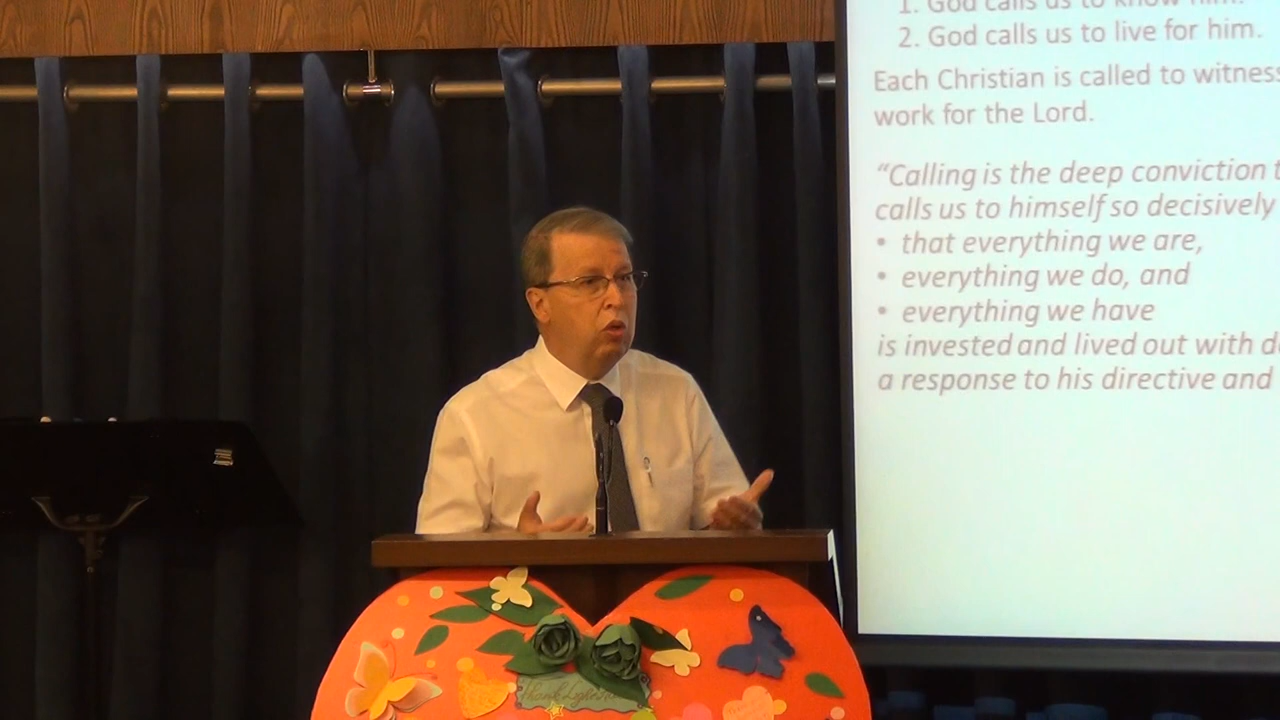 1. God calls us to know him.
2. God calls us to live for him.
Each Christian is called to witness
work for the Lord.
“Calling is the deep conviction t
calls us to himself so decisively
• that everything we are,
• everything we do, and
• everything we have
is invested and lived out with d
a response to his directive and